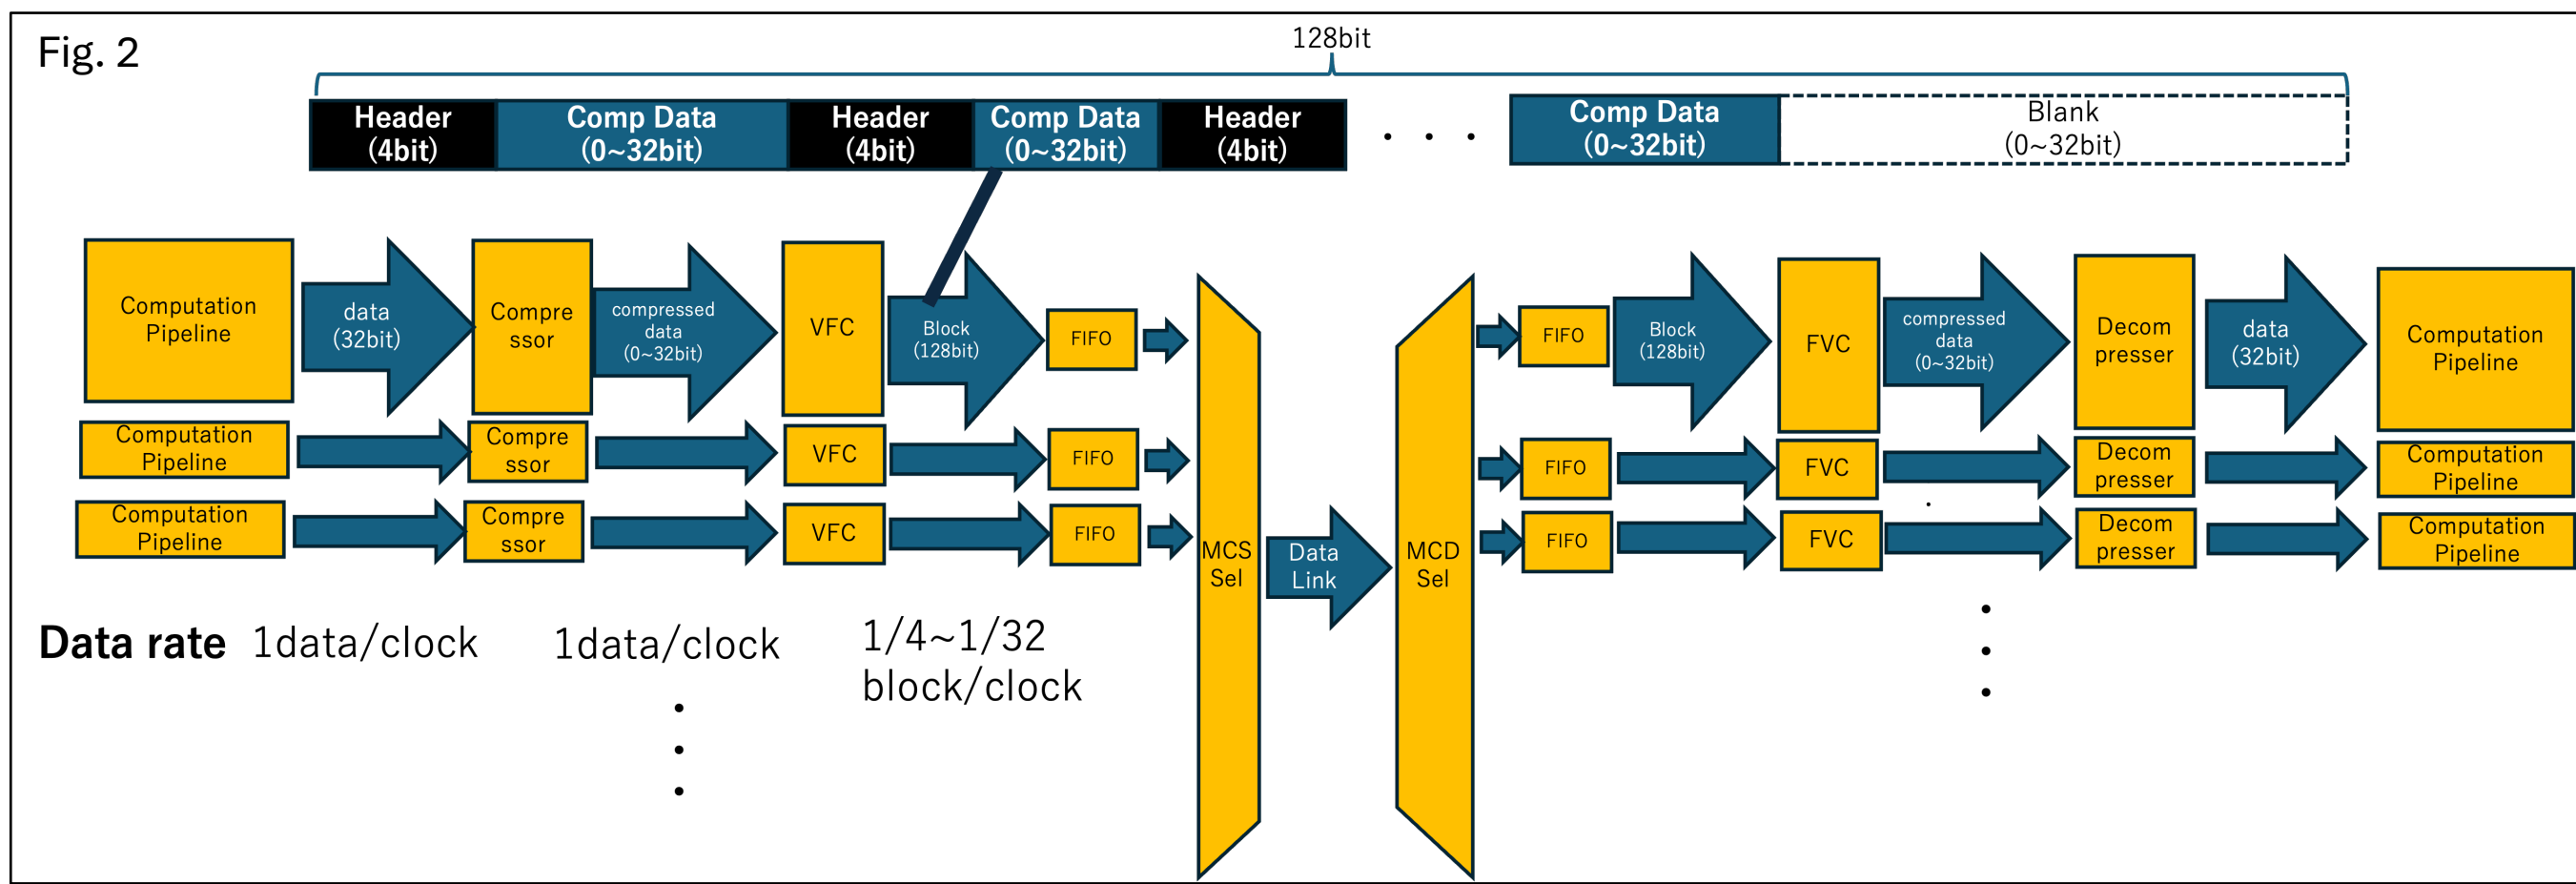 Fig. 2
128bit
Header
(4bit)
Comp Data
(0~32bit)
Header
(4bit)
Comp Data
(0~32bit)
Header
(4bit)
. . .
Comp Data
(0~32bit)
Blank
(0~32bit)
Computation
Pipeline
data
(32bit)
Compre
ssor
compressed
data
(0~32bit)
VFC
Block
(128bit)
FIFO
FIFO
Block
(128bit)
FVC
compressed
data
(0~32bit)
Decom
presser
data
(32bit)
Computation
Pipeline
Computation
Pipeline
Compre
ssor
VFC
FIFO
FIFO
FVC
Decom
presser
Computation
Pipeline
Computation
Pipeline
Compre
ssor
VFC
FIFO
MCS
Sel
Data
Link
MCD
Sel
FIFO
FVC
Decom
presser
Computation
Pipeline
Data rate
1data/clock
1data/clock
1/4~1/32
block/clock